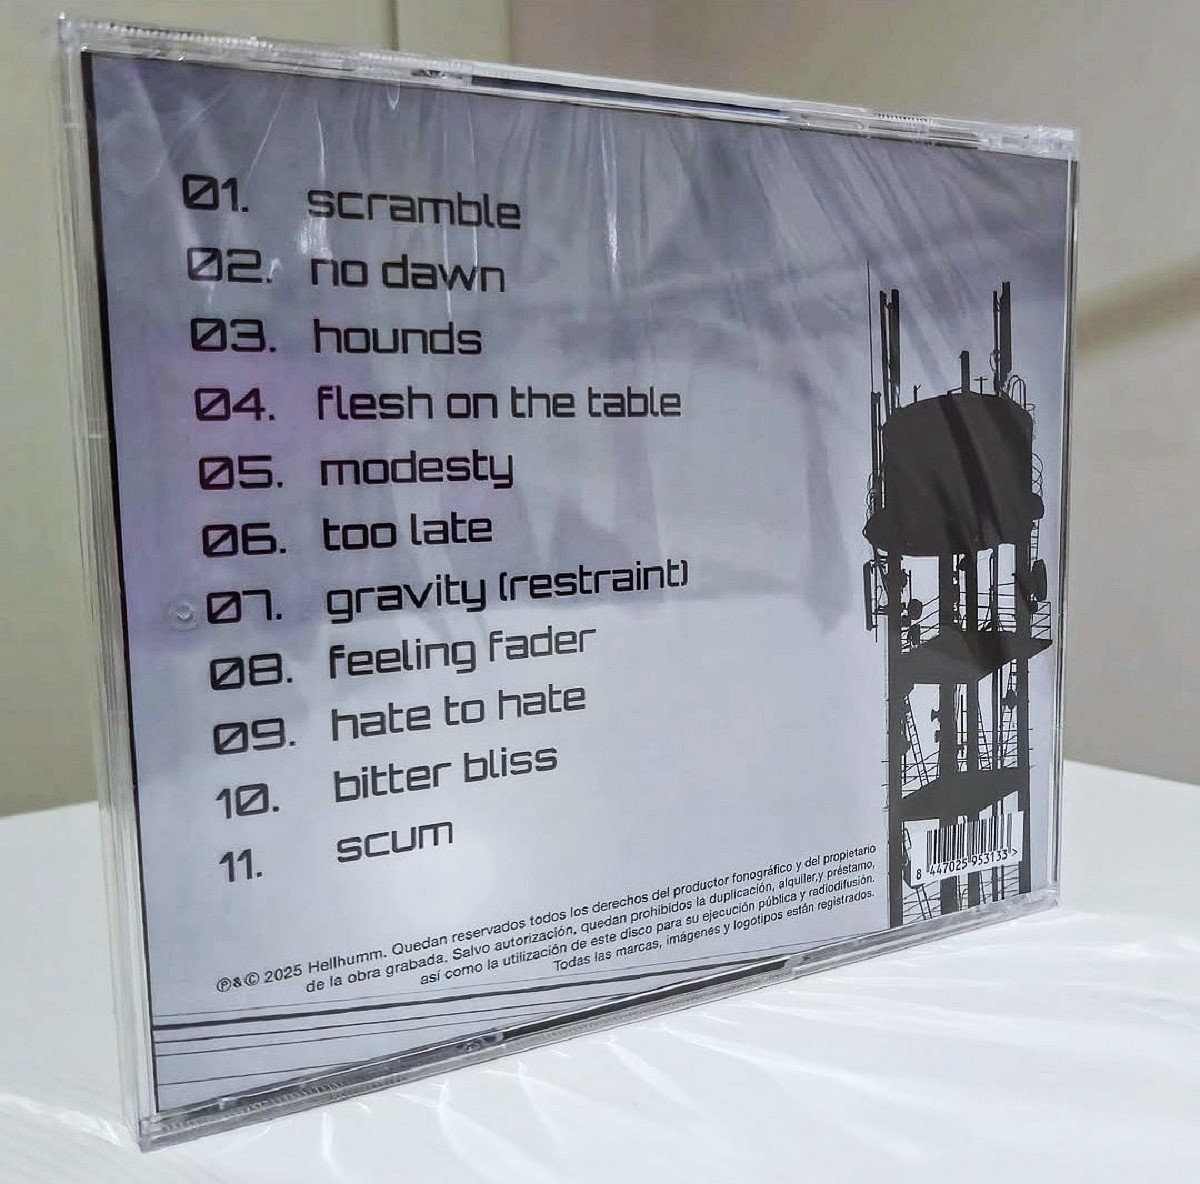 01. scramble
02. no dawn
03. hounds
04. flesh on the table
05. modesty
06. too late
07. gravity (restraint)
08. feeling fader
09. hate to hate
10. bitter bliss
11. scum
℗&© 2025 Hellhumm. Quedan reservados todos los derechos del productor fonográfico y del propietario
de la obra grabada. Salvo autorización, quedan prohibidos la duplicación, alquiler,y préstamo,
así como la utilización de este disco para su ejecución pública y radiodifusión.
Todas las marcas, imágenes y logotipos están registrados.
8 447025 953133 >